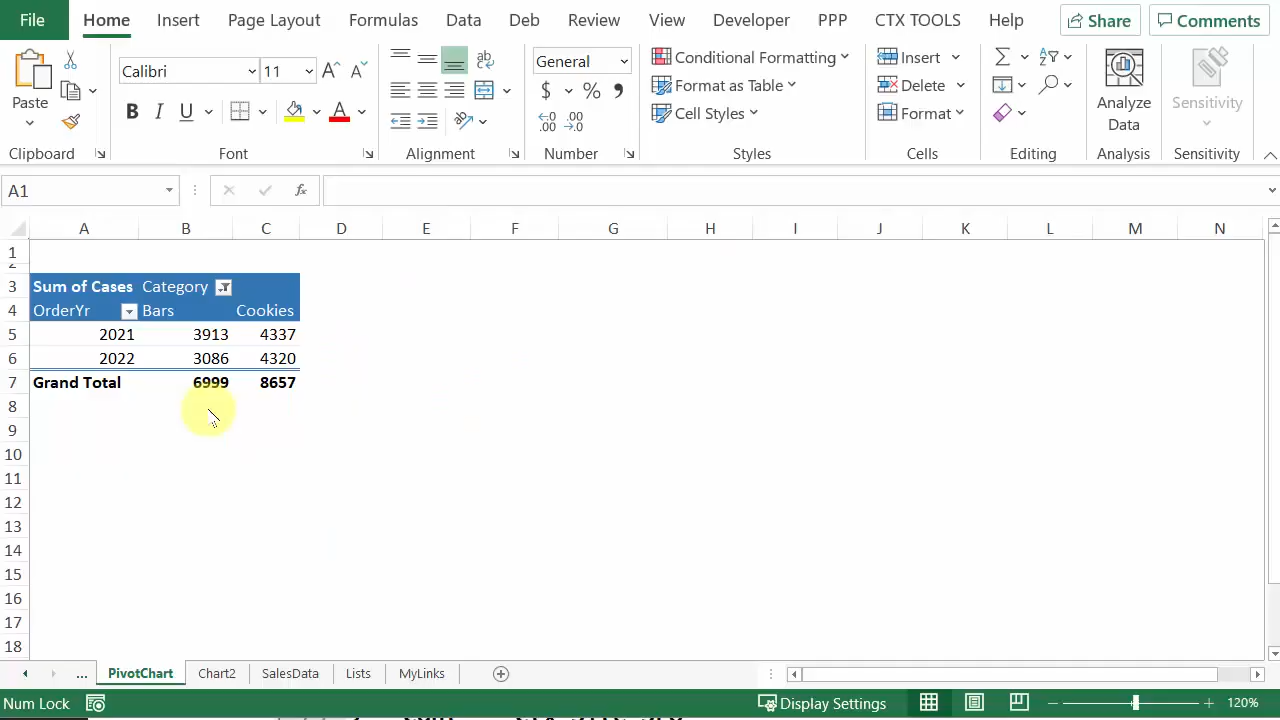 File Home Insert Page Layout Formulas Data Deb Review View Developer PPP CTX TOOLS Help Share Comments
Calibri 11 General Conditional Formatting Insert
Paste Format as Table Delete Analyze Data Sensitivity
B I U A $ % Cell Styles Format
Clipboard Font Alignment Number Styles Cells Editing Analysis Sensitivity
A1 fx
A B C D E F G H I J K L M N
1
2
3 Sum of Cases Category
4 OrderYr Bars Cookies
5 2021 3913 4337
6 2022 3086 4320
7 Grand Total 6999 8657
8
9
10
11
12
13
14
15
16
17
18
... PivotChart Chart2 SalesData Lists MyLinks
Num Lock Display Settings 120%